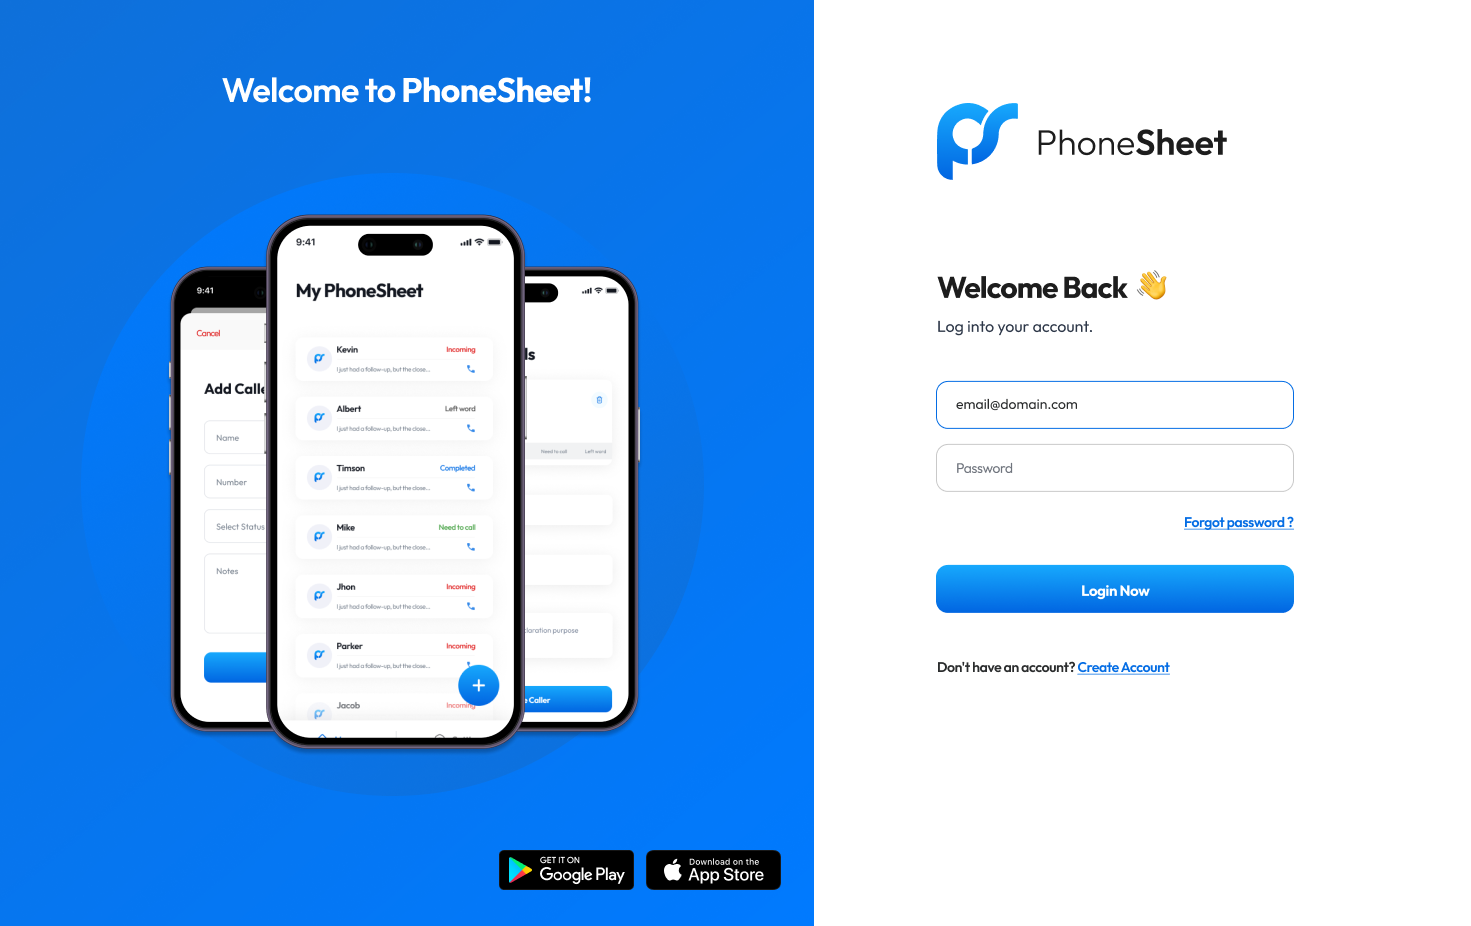 Welcome to PhoneSheet!
9:41
My PhoneSheet
Kevin
Incoming
I just had a follow-up, but the close...
Albert
Left word
I just had a follow-up, but the close...
Timson
Completed
I just had a follow-up, but the close...
Mike
Need to call
I just had a follow-up, but the close...
Jhon
Incoming
I just had a follow-up, but the close...
Parker
Incoming
I just had a follow-up, but the close...
Jacob
Incoming
9:41
Cancel
Add Calle
Name
Number
Select Status
Notes
ls
Need to call
Left word
laration purpose
e Caller
GET IT ON
Google Play
Download on the
App Store
PhoneSheet
Welcome Back
Log into your account.
email@domain.com
Password
Forgot password ?
Login Now
Don't have an account? Create Account